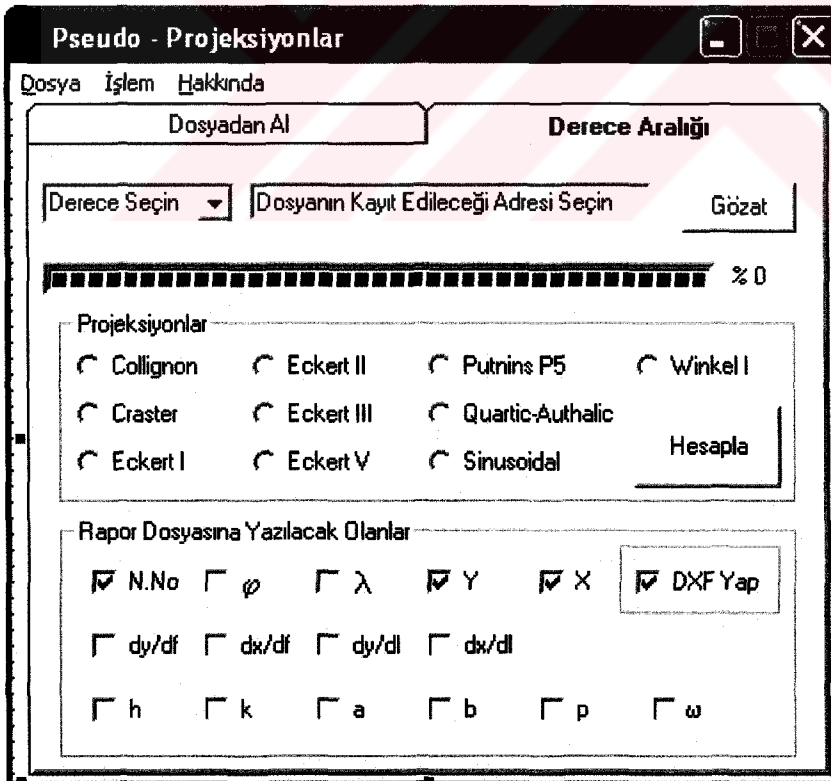 Pseudo - Projeksiyonlar
Dosya İşlem Hakkında
Dosyadan Al Derece Aralığı
Derece Seçin Dosyanın Kayıt Edileceği Adresi Seçin Gözat
% 0
Projeksiyonlar
Collignon Eckert II Putnins P5 Winkel I
Craster Eckert III Quartic-Authalic
Eckert I Eckert V Sinusoidal Hesapla
Rapor Dosyasına Yazılacak Olanlar
N.No φ λ Y X DXF Yap
dy/df dx/df dy/dl dx/dl
h k a b p ω